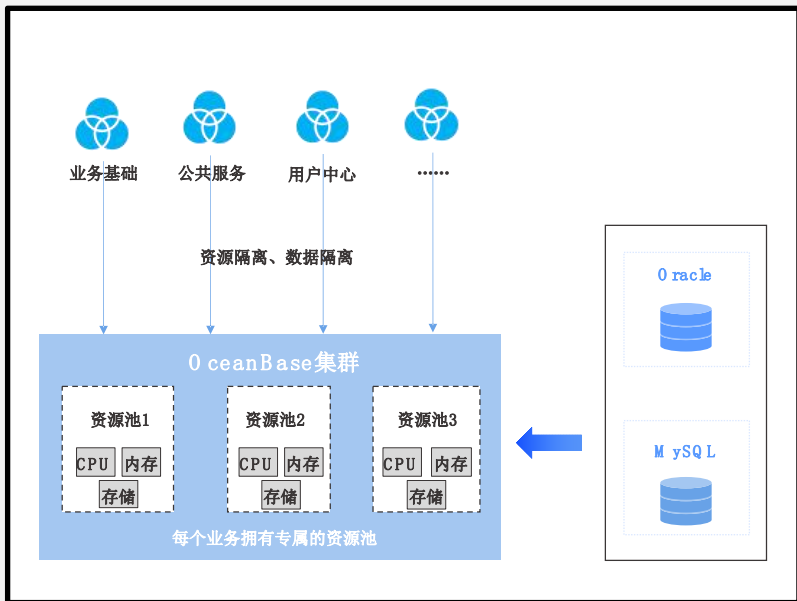 业务基础 公共服务 用户中心 ……
资源隔离、数据隔离
OceanBase集群
资源池1 资源池2 资源池3
CPU 内存 CPU 内存 CPU 内存
存储 存储 存储
每个业务拥有专属的资源池
Oracle
MySQL